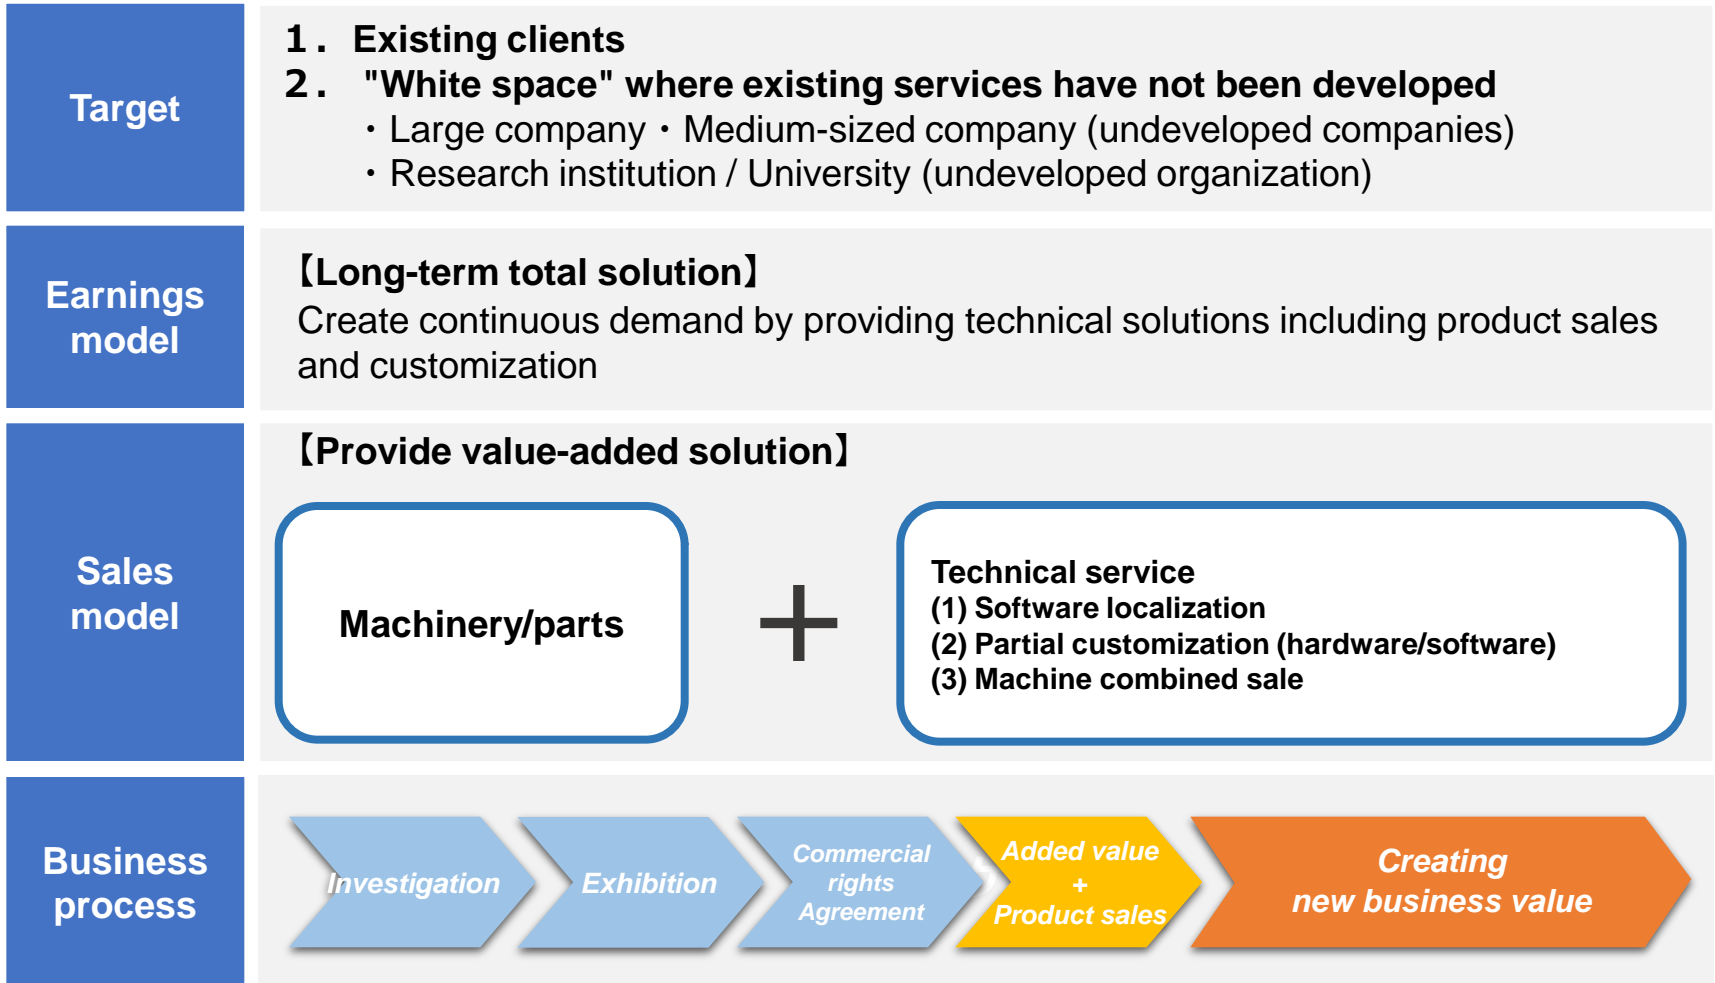 Target
１．Existing clients
２． "White space" where existing services have not been developed
・Large company・Medium-sized company (undeveloped companies)
・Research institution / University (undeveloped organization)
Earnings
model
【Long-term total solution】
Create continuous demand by providing technical solutions including product sales
and customization
Sales
model
【Provide value-added solution】
Machinery/parts
+
Technical service
(1) Software localization
(2) Partial customization (hardware/software)
(3) Machine combined sale
Business
process
Investigation
Exhibition
Commercial
rights
Agreement
Added value
+
Product sales
Creating
new business value